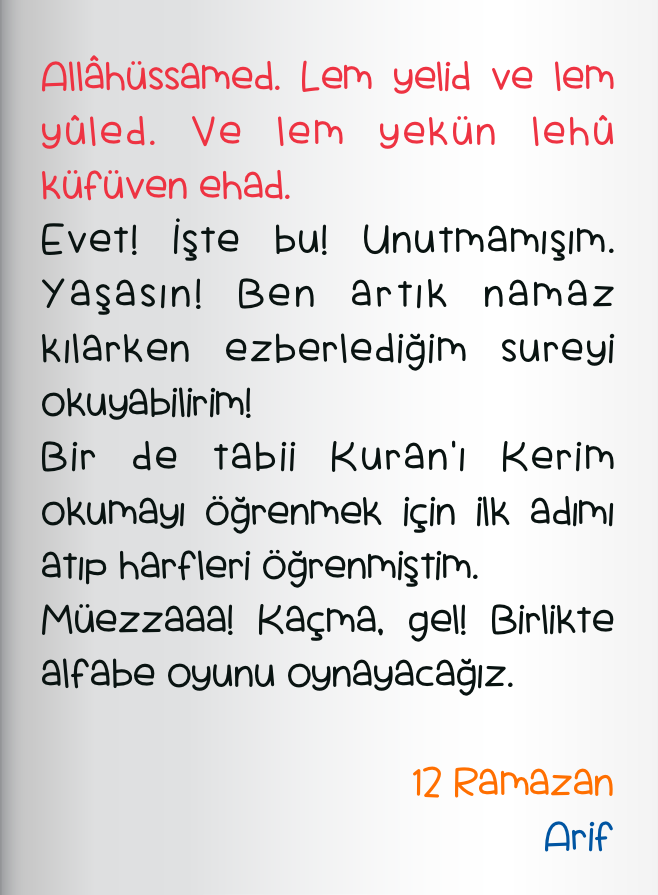 Allâhüssamed. Lem yelid ve lem
yûled. Ve lem yekün lehû
küfüven ehad.
Evet! İşte bu! Unutmamışım.
Yaşasın! Ben artık namaz
kılarken ezberlediğim sureyi
okuyabilirim!
Bir de tabii Kuran'ı Kerim
okumayı öğrenmek için ilk adımı
atıp harfleri öğrenmiştim.
Müezzaaa! Kaçma, gel! Birlikte
alfabe oyunu oynayacağız.
12 Ramazan
Arif